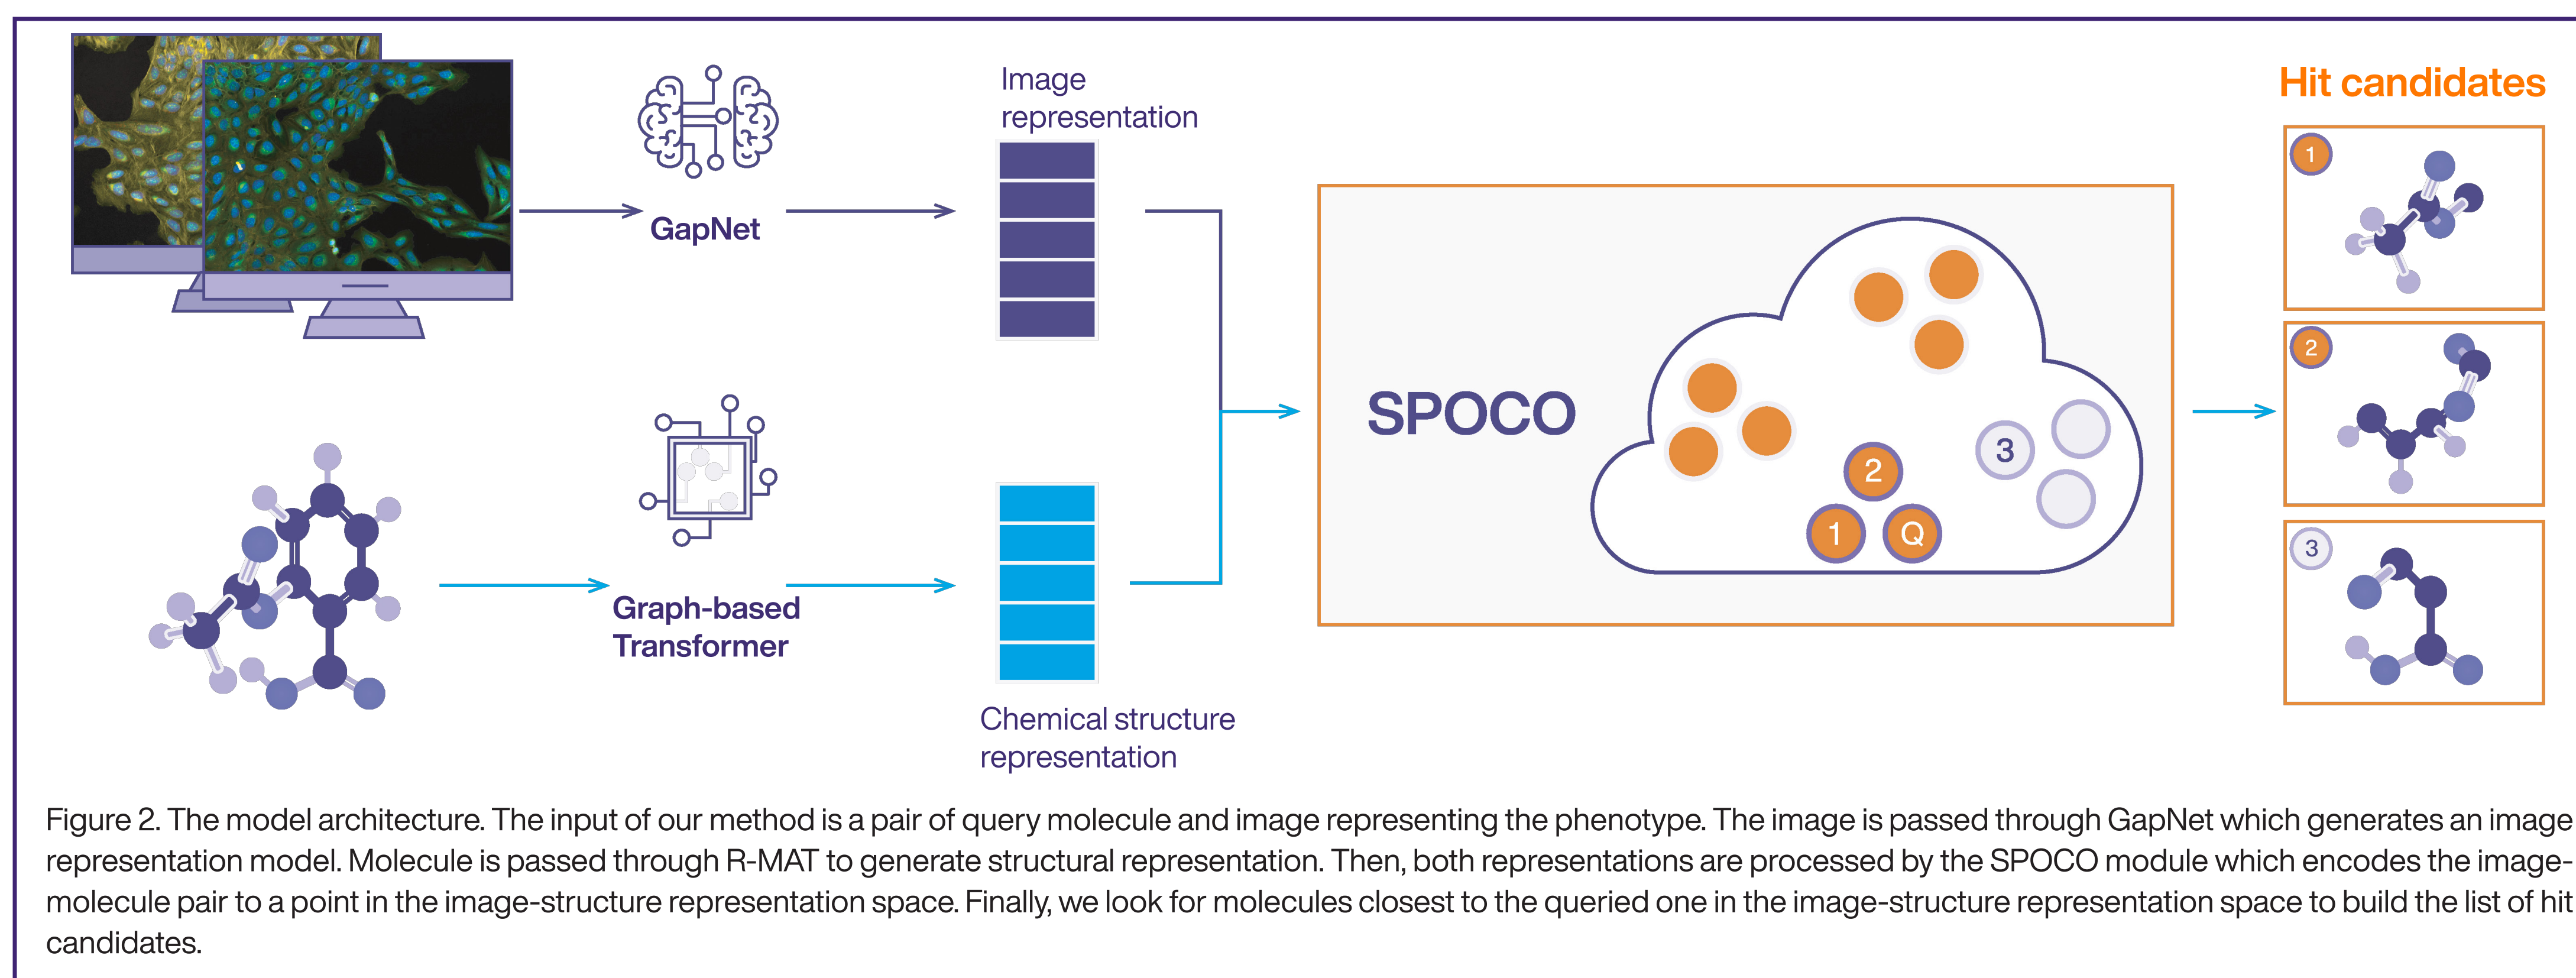 Image
representation
GapNet
Graph-based
Transformer
Chemical structure
representation
SPOCO
2
1
Q
3
Hit candidates
1
2
3
Figure 2. The model architecture. The input of our method is a pair of query molecule and image representing the phenotype. The image is passed through GapNet which generates an image
representation model. Molecule is passed through R-MAT to generate structural representation. Then, both representations are processed by the SPOCO module which encodes the image-
molecule pair to a point in the image-structure representation space. Finally, we look for molecules closest to the queried one in the image-structure representation space to build the list of hit
candidates.